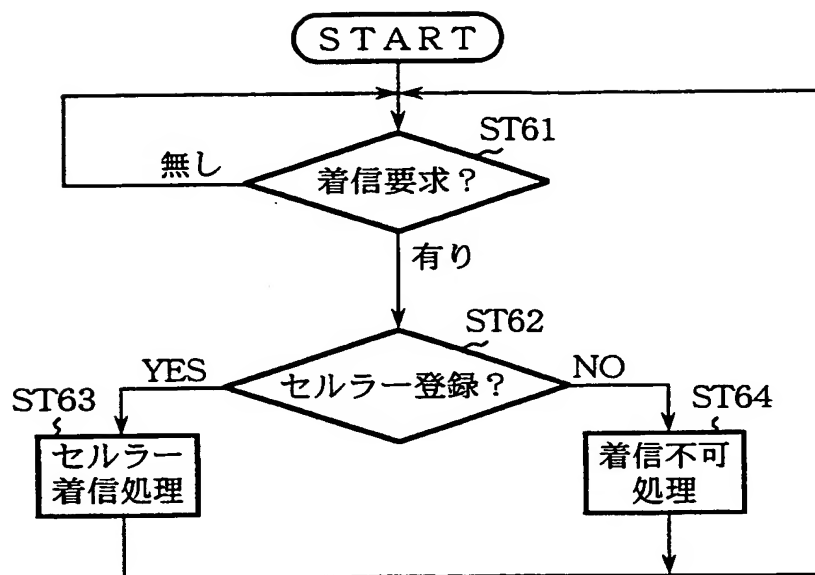 START
ST61
無し
着信要求？
有り
ST62
YES
セルラー登録？
NO
ST63
ST64
セルラー
着信処理
着信不可
処理